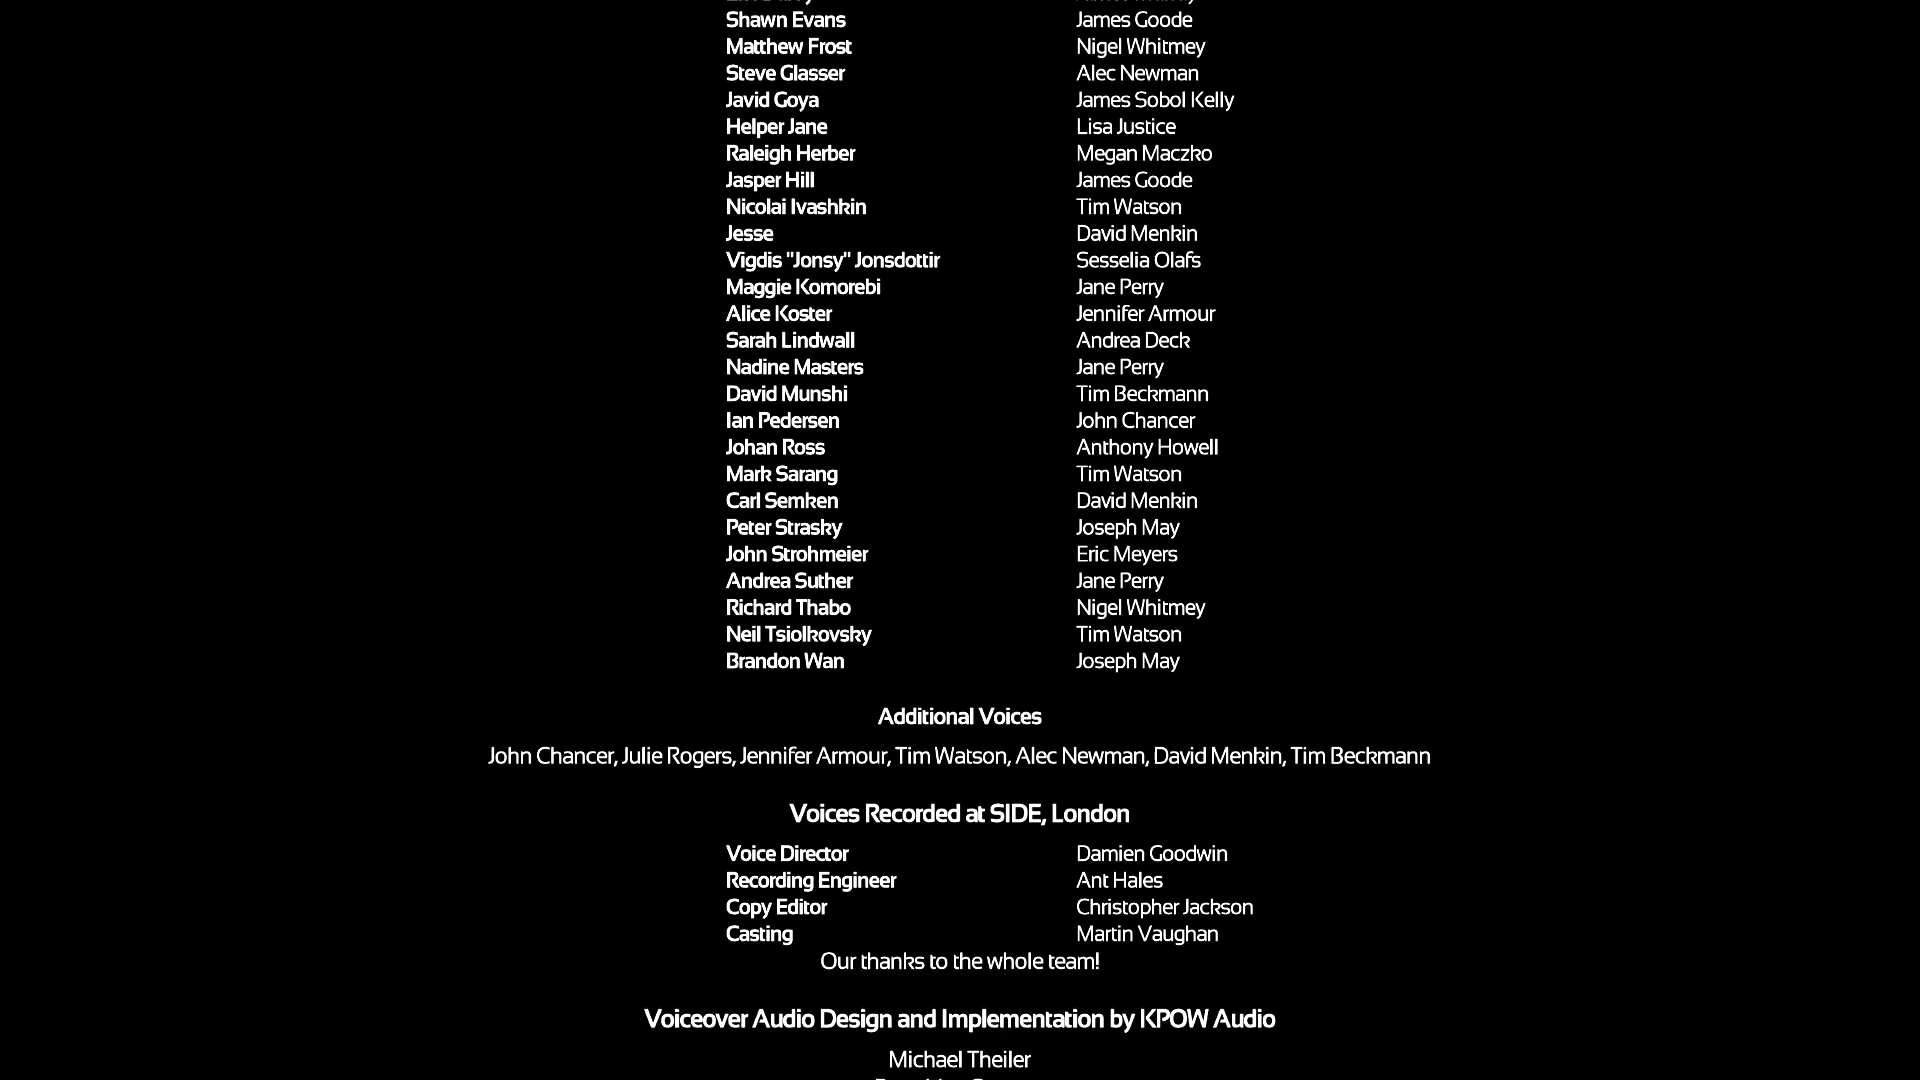 Shawn Evans James Goode
Matthew Frost Nigel Whitmey
Steve Glasser Alec Newman
Javid Goya James Sobol Kelly
Helper Jane Lisa Justice
Raleigh Herber Megan Maczko
Jasper Hill James Goode
Nicolai Ivashkin Tim Watson
Jesse David Menkin
Vigdis "Jonsy" Jonsdottir Sesselia Olafs
Maggie Komorebi Jane Perry
Alice Koster Jennifer Armour
Sarah Lindwall Andrea Deck
Nadine Masters Jane Perry
David Munshi Tim Beckmann
Ian Pedersen John Chancer
Johan Ross Anthony Howell
Mark Sarang Tim Watson
Carl Semken David Menkin
Peter Strasky Joseph May
John Strohmeier Eric Meyers
Andrea Suther Jane Perry
Richard Thabo Nigel Whitmey
Neil Tsiolkovsky Tim Watson
Brandon Wan Joseph May
Additional Voices
John Chancer, Julie Rogers, Jennifer Armour, Tim Watson, Alec Newman, David Menkin, Tim Beckmann
Voices Recorded at SIDE, London
Voice Director Damien Goodwin
Recording Engineer Ant Hales
Copy Editor Christopher Jackson
Casting Martin Vaughan
Our thanks to the whole team!
Voiceover Audio Design and Implementation by KPOW Audio
Michael Theiler